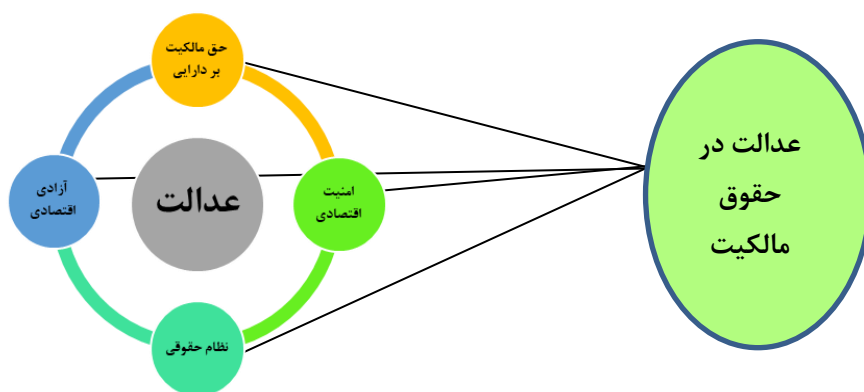 حق مالکیت
بر دارایی
عدالت در
حقوق
مالکیت
امنیت
اقتصادی
عدالت
آزادی
اقتصادی
نظام حقوقی